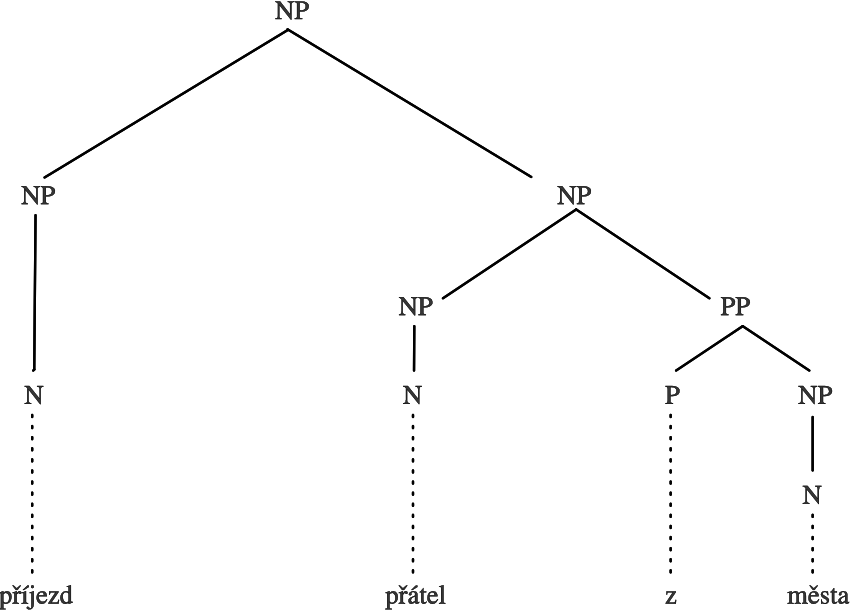 NP
NP NP
NP PP
N N P NP
N
příjezd přátel z města